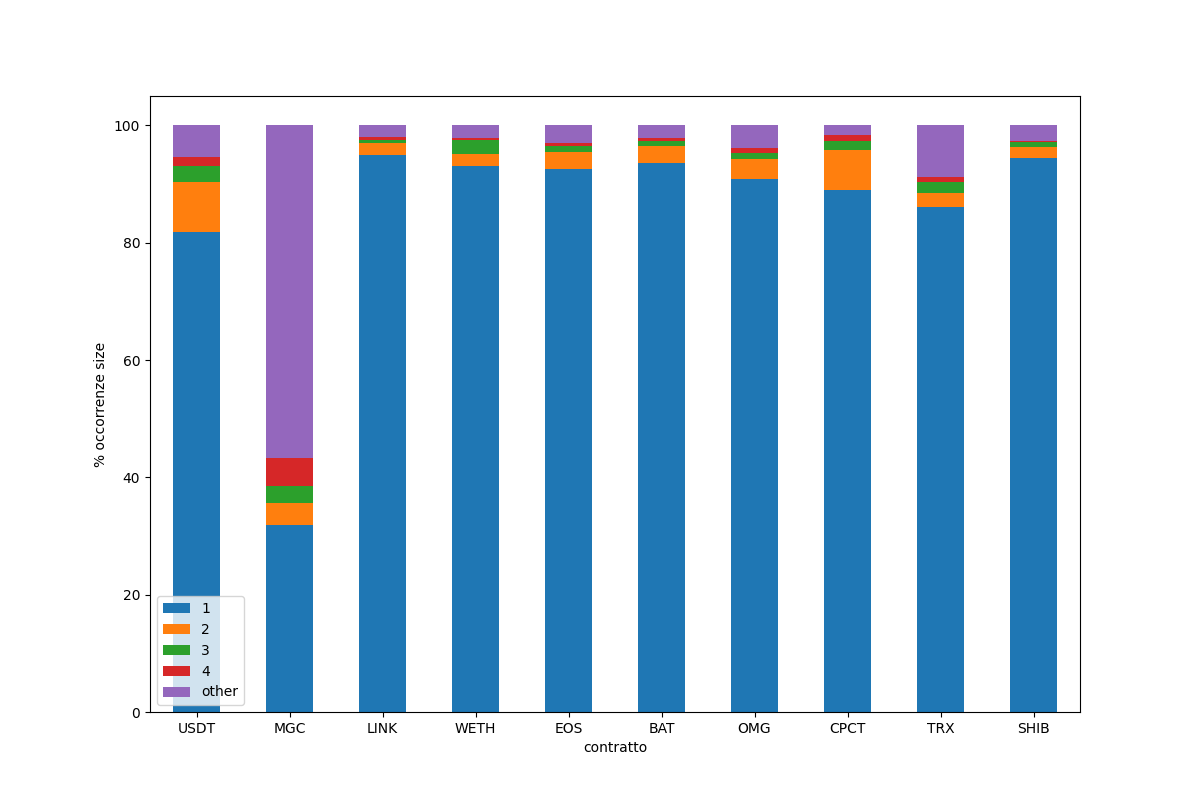 100
80
60
40
20
0
% occorrenze size
1
2
3
4
other
USDT MGC LINK WETH EOS BAT OMG CPCT TRX SHIB
contratto